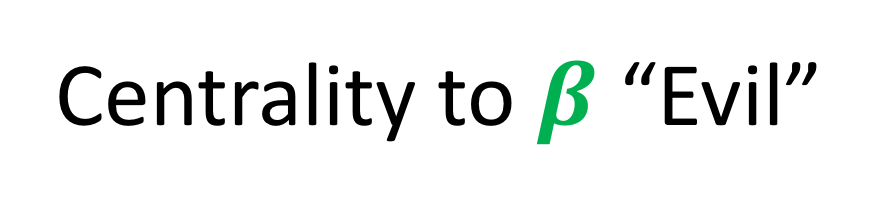 Centrality to β “Evil”